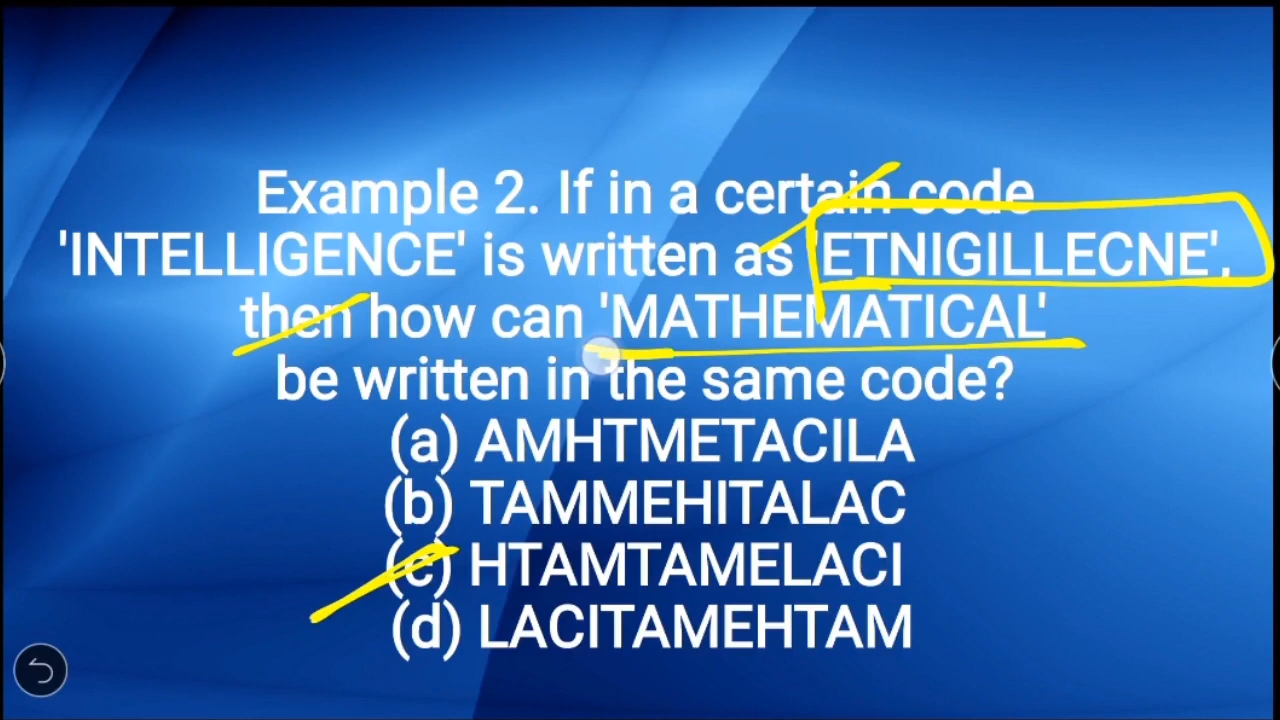 Example 2. If in a certain code
'INTELLIGENCE' is written as 'ETNIGILLECNE',
then how can 'MATHEMATICAL'
be written in the same code?
(a) AMHTMETACILA
(b) TAMMEHITALAC
(c) HTAMTAMELACI
(d) LACITAMEHTAM